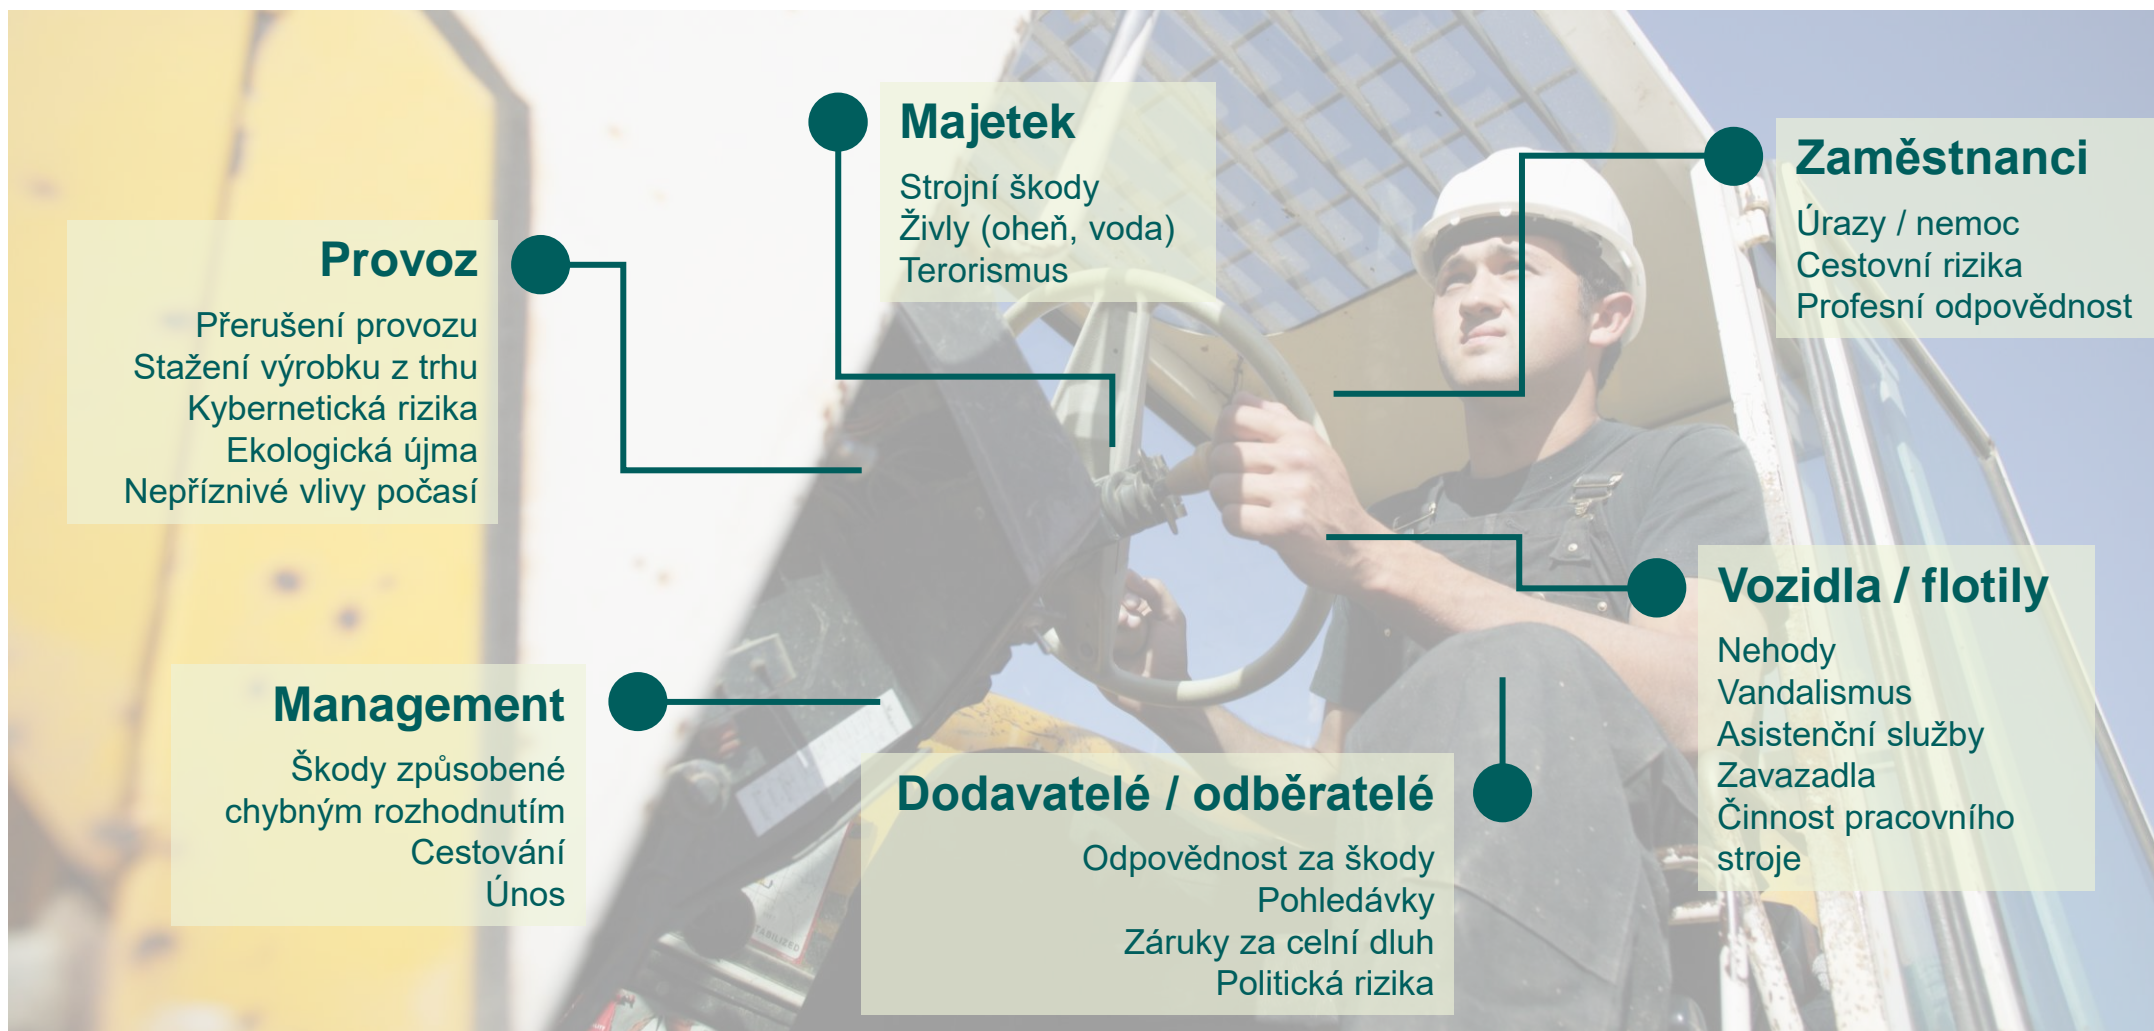 Majetek
Strojní škody
Živly (oheň, voda)
Terorismus
Zaměstnanci
Úrazy / nemoc
Cestovní rizika
Profesní odpovědnost
Provoz
Přerušení provozu
Stažení výrobku z trhu
Kybernetická rizika
Ekologická újma
Nepříznivé vlivy počasí
Vozidla / flotily
Nehody
Vandalismus
Asistenční služby
Zavazadla
Činnost pracovního
stroje
Management
Škody způsobené
chybným rozhodnutím
Cestování
Únos
Dodavatelé / odběratelé
Odpovědnost za škody
Pohledávky
Záruky za celní dluh
Politická rizika